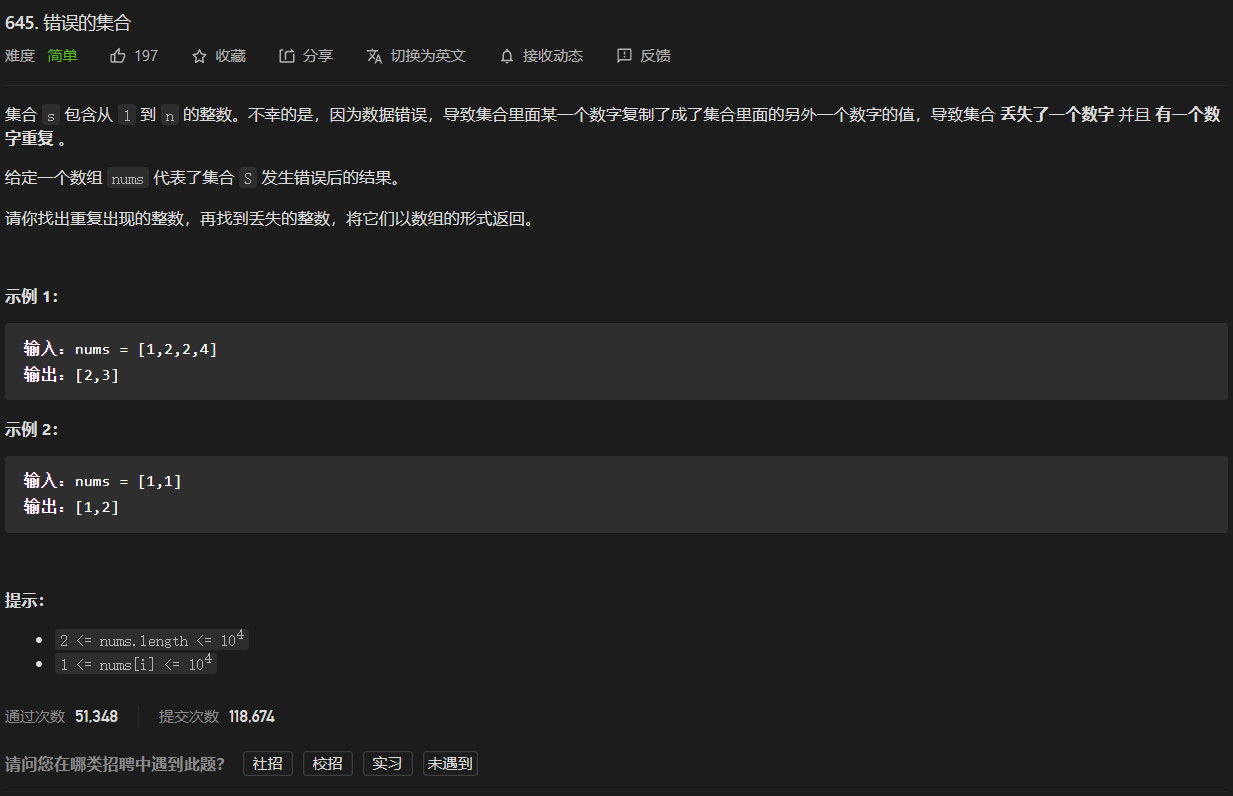 645. 错误的集合
难度 简单 197 收藏 分享 切换为英文 接收动态 反馈
集合 s 包含从 1 到 n 的整数。不幸的是，因为数据错误，导致集合里面某一个数字复制了成了集合里面的另外一个数字的值，导致集合 丢失了一个数字 并且 有一个数
字重复 。
给定一个数组 nums 代表了集合 S 发生错误后的结果。
请你找出重复出现的整数，再找到丢失的整数，将它们以数组的形式返回。
示例 1：
输入：nums = [1,2,2,4]
输出：[2,3]
示例 2：
输入：nums = [1,1]
输出：[1,2]
提示：
2 <= nums.length <= 10⁴
1 <= nums[i] <= 10⁴
通过次数 51,348 提交次数 118,674
请问您在哪类招聘中遇到此题？ 社招 校招 实习 未遇到